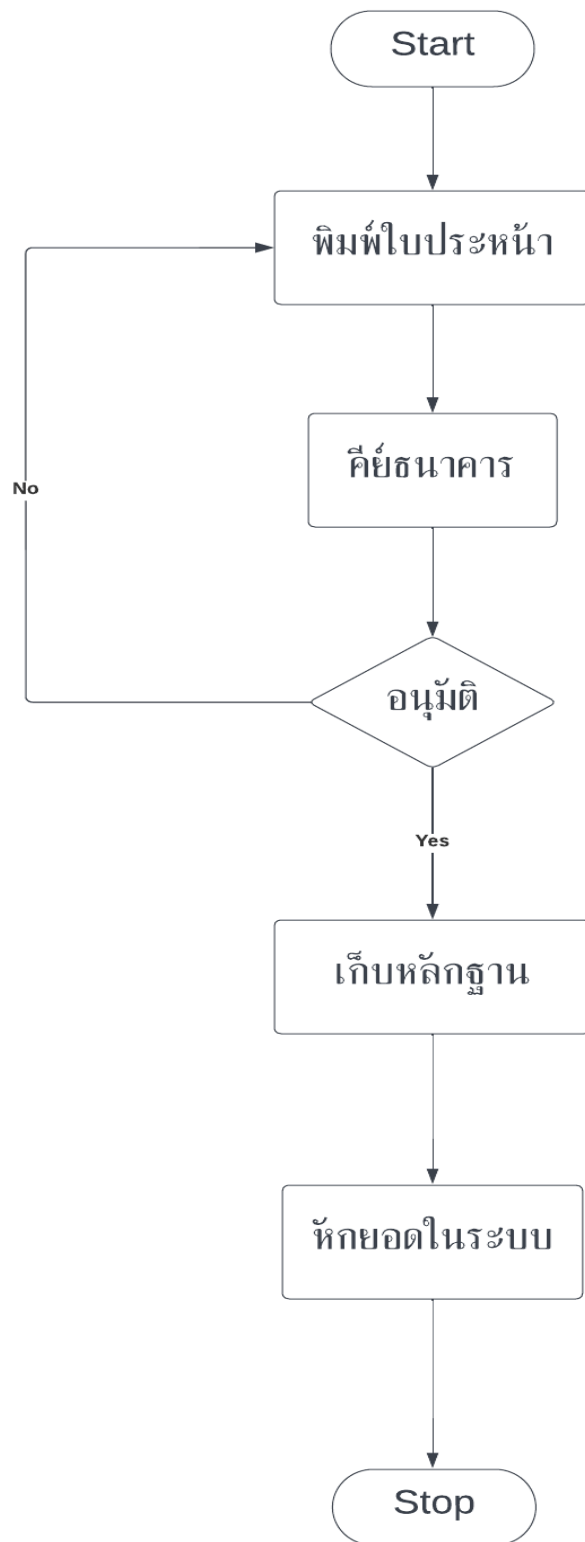 Start
พิมพ์ใบประหน้า
คีย์ธนาคาร
No
อนุมัติ
Yes
เก็บหลักฐาน
หักยอดในระบบ
Stop